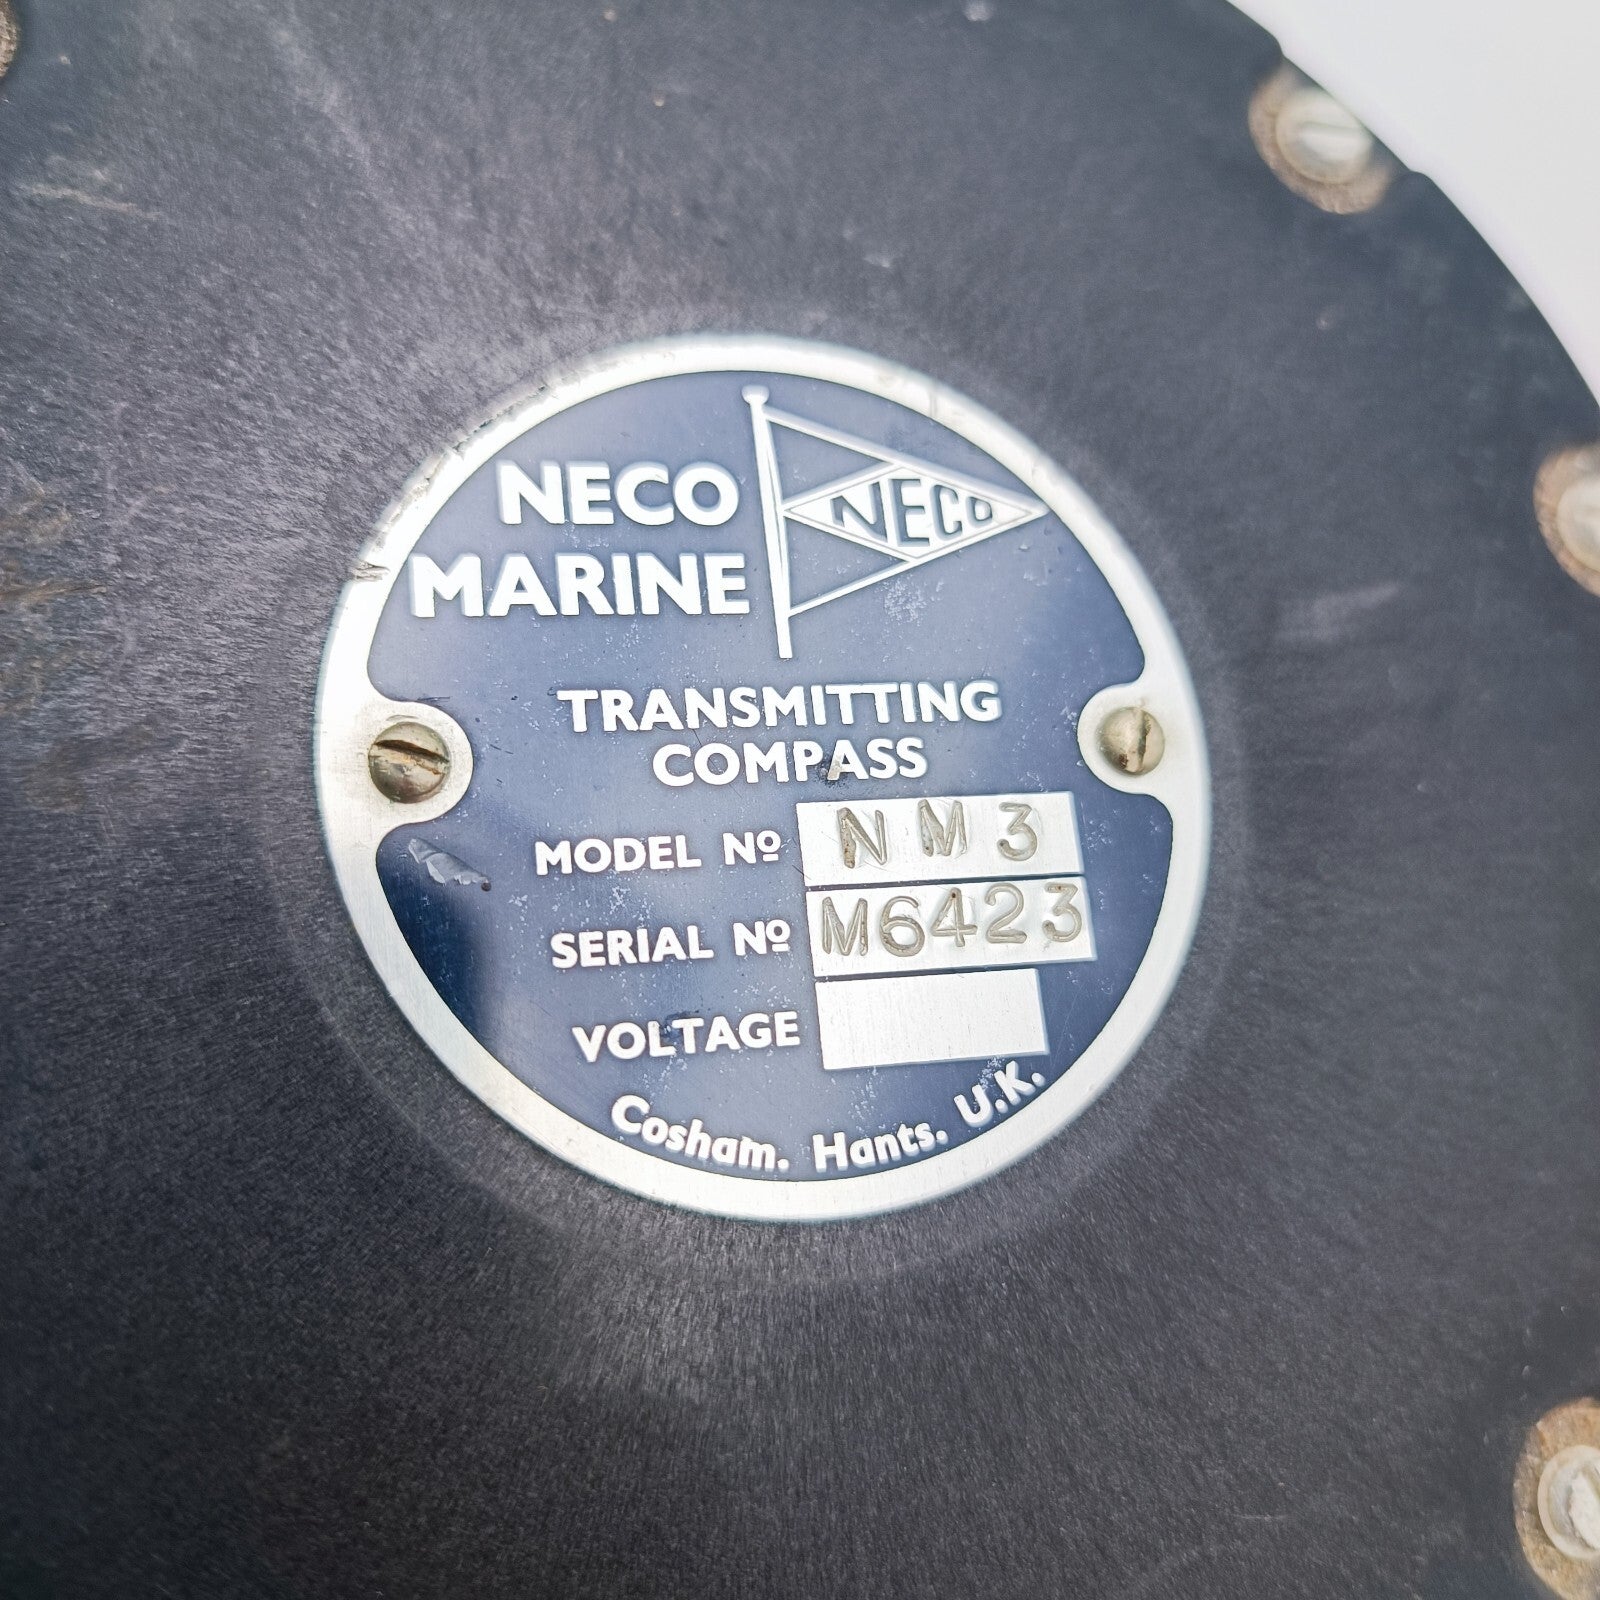 NECO
MARINE
NECO
TRANSMITTING
COMPASS
MODEL Nº NM3
SERIAL Nº M6423
VOLTAGE
Cosham. Hants. U.K.